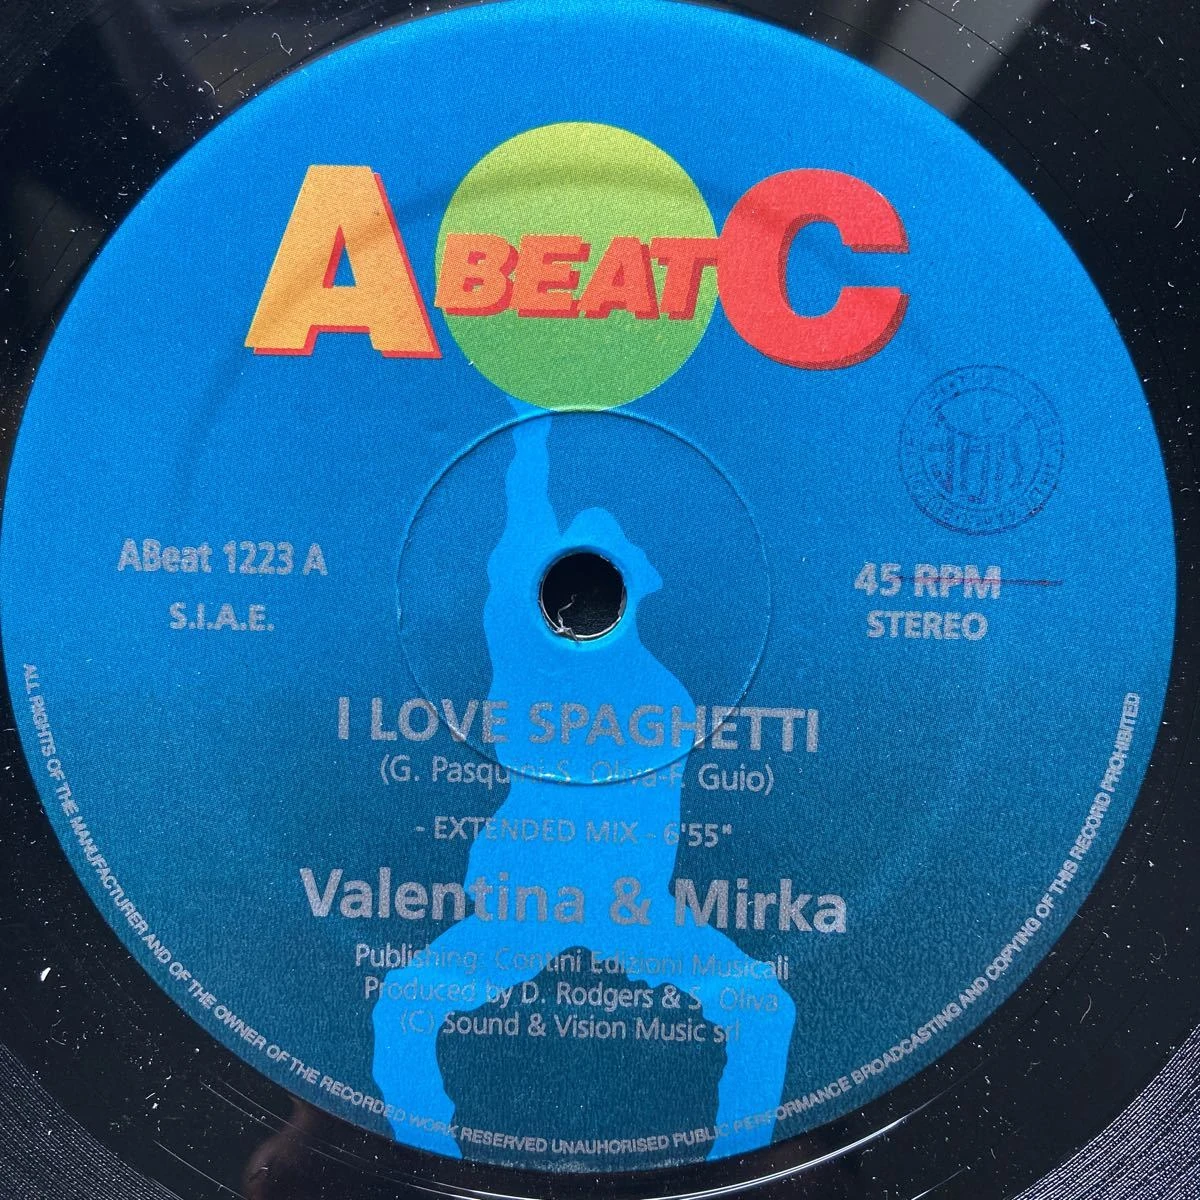 A BEAT C
ABeat 1223 A
S.I.A.E.
45 RPM
STEREO
I LOVE SPAGHETTI
(G. Pasquini-S. Oliva-F. Guio)
- EXTENDED MIX - 6'55"
Valentina & Mirka
Publishing: Contini Edizioni Musicali
Produced by D. Rodgers & S. Oliva
(C) Sound & Vision Music srl
ALL RIGHTS OF THE MANUFACTURER AND OF THE OWNER OF THE RECORDED WORK RESERVED UNAUHORISED PUBLIC PERFORMANCE BROADCASTING AND COPYING OF THIS RECORD PROHIBITED